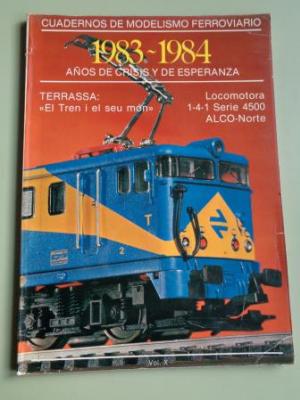 CUADERNOS DE MODELISMO FERROVIARIO
1983~1984
AÑOS DE CRISIS Y DE ESPERANZA
TERRASSA:
«El Tren i el seu món»
Locomotora
1-4-1 Serie 4500
ALCO-Norte
T
2
Vol. X